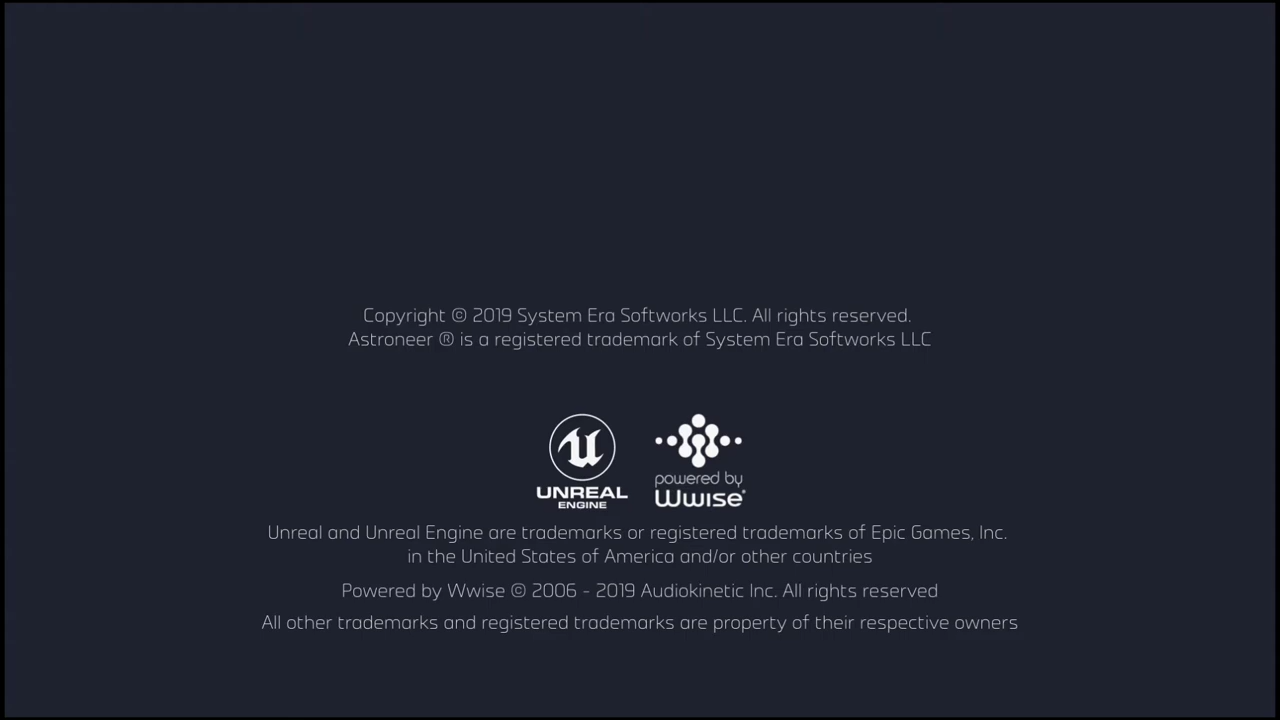 Copyright © 2019 System Era Softworks LLC. All rights reserved.
Astroneer ® is a registered trademark of System Era Softworks LLC
UNREAL
ENGINE
powered by
Wwise®
Unreal and Unreal Engine are trademarks or registered trademarks of Epic Games, Inc.
in the United States of America and/or other countries
Powered by Wwise © 2006 - 2019 Audiokinetic Inc. All rights reserved
All other trademarks and registered trademarks are property of their respective owners